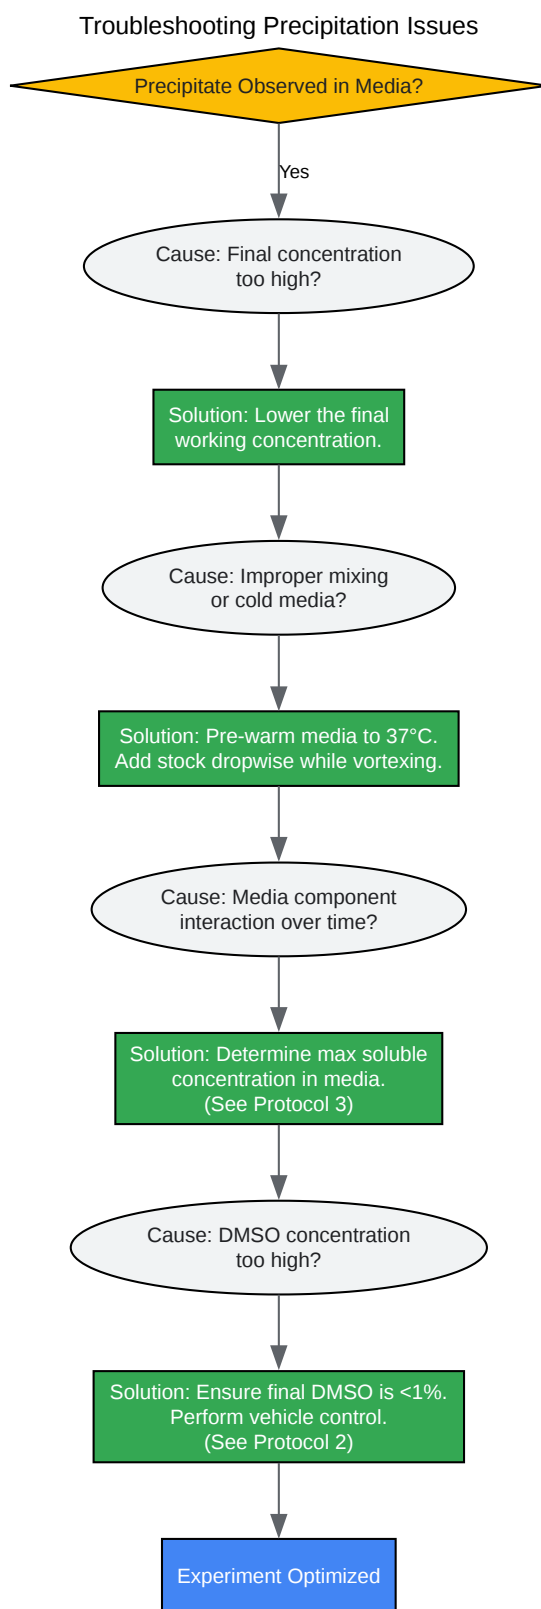 Troubleshooting Precipitation Issues
Precipitate Observed in Media?
Yes
Cause: Final concentration
too high?
Solution: Lower the final
working concentration.
Cause: Improper mixing
or cold media?
Solution: Pre-warm media to 37°C.
Add stock dropwise while vortexing.
Cause: Media component
interaction over time?
Solution: Determine max soluble
concentration in media.
(See Protocol 3)
Cause: DMSO concentration
too high?
Solution: Ensure final DMSO is <1%.
Perform vehicle control.
(See Protocol 2)
Experiment Optimized